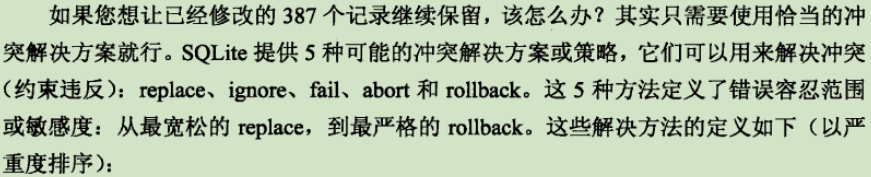 如果您想让已经修改的 387 个记录继续保留，该怎么办？其实只需要使用恰当的冲
突解决方案就行。SQLite 提供 5 种可能的冲突解决方案或策略，它们可以用来解决冲突
（约束违反）：replace、ignore、fail、abort 和 rollback。这 5 种方法定义了错误容忍范围
或敏感度：从最宽松的 replace，到最严格的 rollback。这些解决方法的定义如下（以严
重度排序）：